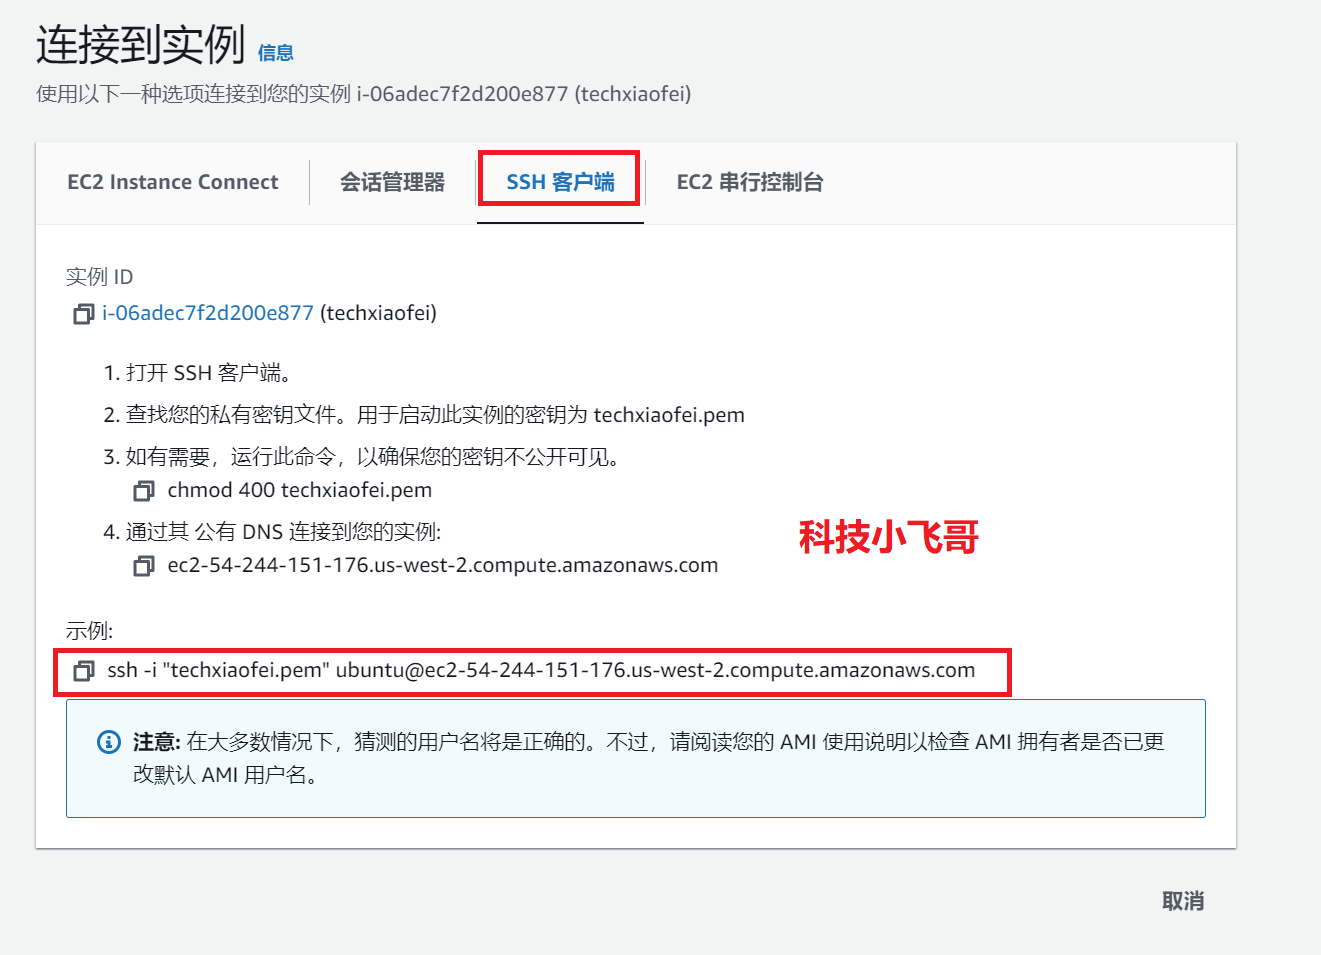 连接到实例 信息
使用以下一种选项连接到您的实例 i-06adec7f2d200e877 (techxiaofei)
EC2 Instance Connect 会话管理器 SSH 客户端 EC2 串行控制台
实例 ID
i-06adec7f2d200e877 (techxiaofei)
1. 打开 SSH 客户端。
2. 查找您的私有密钥文件。用于启动此实例的密钥为 techxiaofei.pem
3. 如有需要，运行此命令，以确保您的密钥不公开可见。
chmod 400 techxiaofei.pem
4. 通过其 公有 DNS 连接到您的实例:
科技小飞哥
ec2-54-244-151-176.us-west-2.compute.amazonaws.com
示例:
ssh -i "techxiaofei.pem" ubuntu@ec2-54-244-151-176.us-west-2.compute.amazonaws.com
注意: 在大多数情况下，猜测的用户名将是正确的。不过，请阅读您的 AMI 使用说明以检查 AMI 拥有者是否已更
改默认 AMI 用户名。
取消